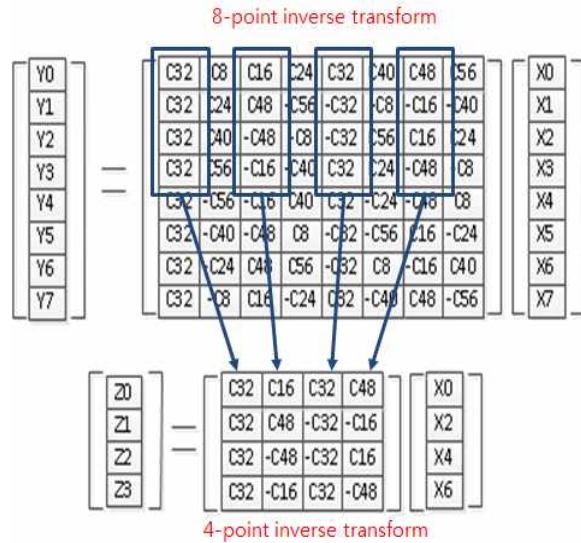 8-point inverse transform
Y0 C32 C8 C16 C24 C32 C40 C48 C56 X0
Y1 C32 C24 C48 -C56 -C32 -C8 -C16 -C40 X1
Y2 C32 C40 -C48 -C8 -C32 C56 C16 C24 X2
Y3 = C32 C56 -C16 -C40 C32 C24 -C48 -C8 X3
Y4 C32 -C56 -C16 C40 C32 -C24 -C48 C8 X4
Y5 C32 -C40 -C48 C8 -C32 -C56 C16 -C24 X5
Y6 C32 -C24 C48 C56 -C32 C8 -C16 C40 X6
Y7 C32 -C8 C16 -C24 C32 -C40 C48 -C56 X7
Z0 C32 C16 C32 C48 X0
Z1 = C32 C48 -C32 -C16 X2
Z2 C32 -C48 -C32 C16 X4
Z3 C32 -C16 C32 -C48 X6
4-point inverse transform